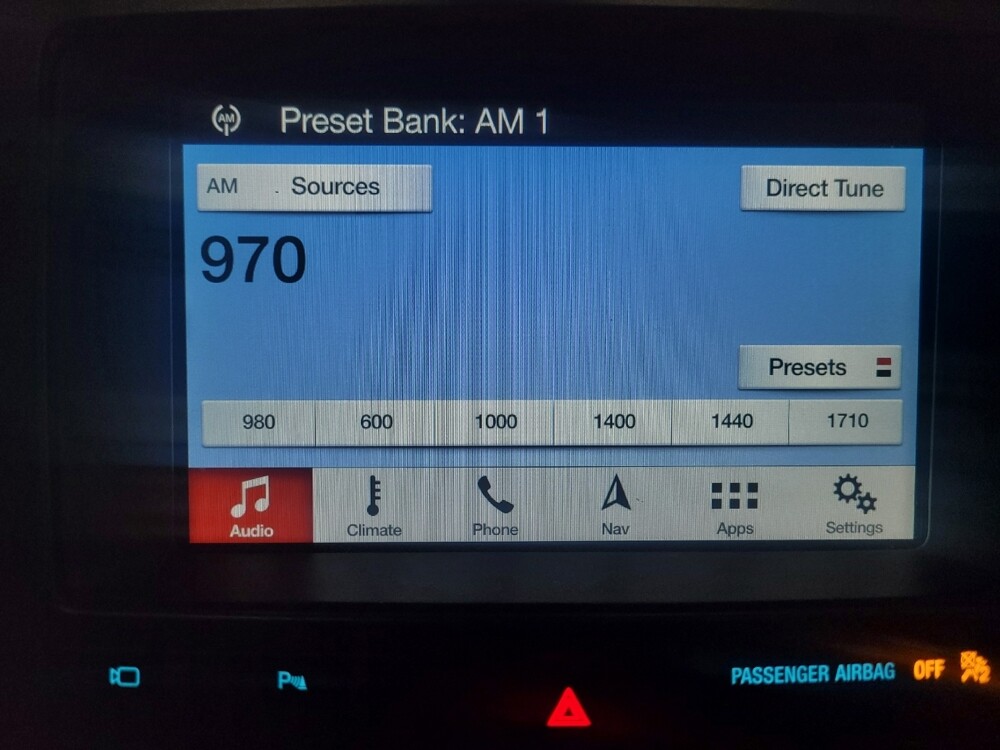 AM Preset Bank: AM 1
AM Sources Direct Tune
970
Presets
980 600 1000 1400 1440 1710
Audio Climate Phone Nav Apps Settings
P PASSENGER AIRBAG OFF